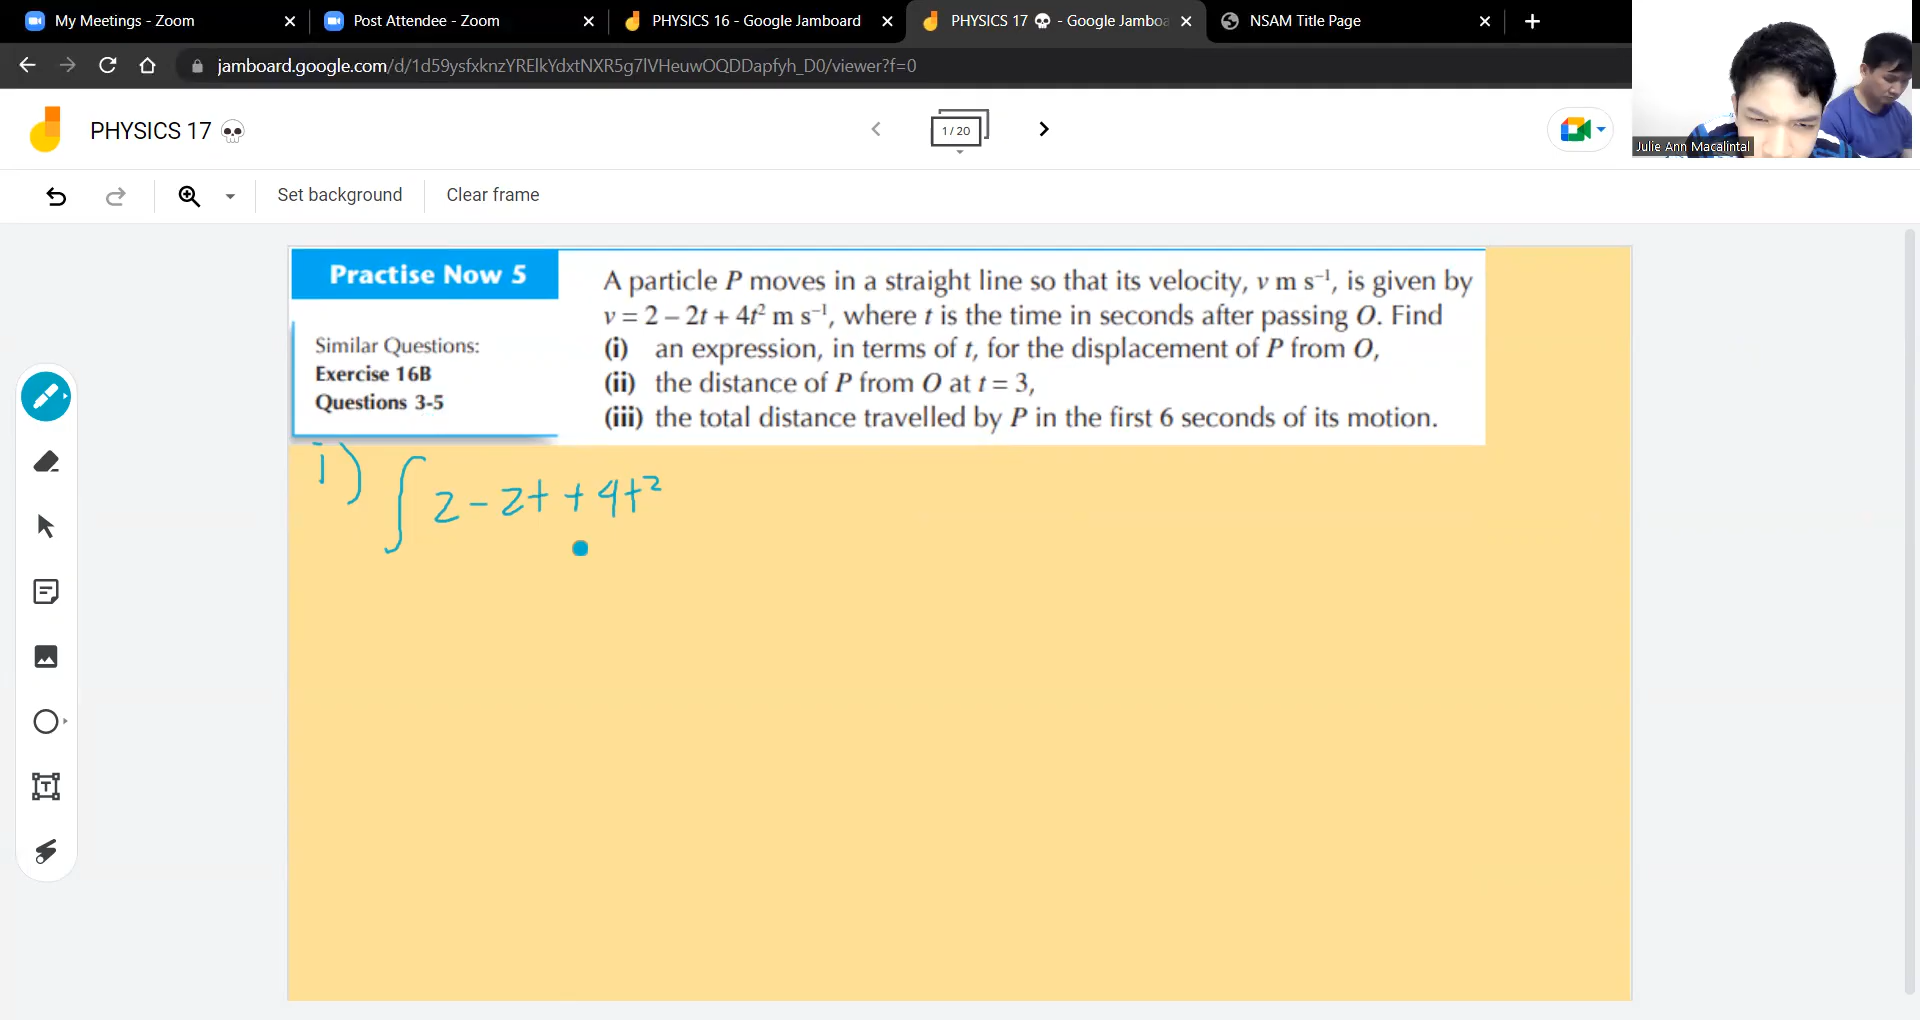 My Meetings - Zoom
Post Attendee - Zoom
PHYSICS 16 - Google Jamboard
PHYSICS 17 💀 - Google Jamboa
NSAM Title Page
jamboard.google.com/d/1d59ysfxknzYRElkYdxtNXR5g7lVHeuwOQDDapfyh_D0/viewer?f=0
PHYSICS 17 💀
1 / 20
Julie Ann Macalintal
Set background
Clear frame
Practise Now 5
Similar Questions:
Exercise 16B
Questions 3-5
A particle P moves in a straight line so that its velocity, v m s⁻¹, is given by
v = 2 – 2t + 4t² m s⁻¹, where t is the time in seconds after passing O. Find
(i) an expression, in terms of t, for the displacement of P from O,
(ii) the distance of P from O at t = 3,
(iii) the total distance travelled by P in the first 6 seconds of its motion.
i) ∫ 2 - 2t + 4t²